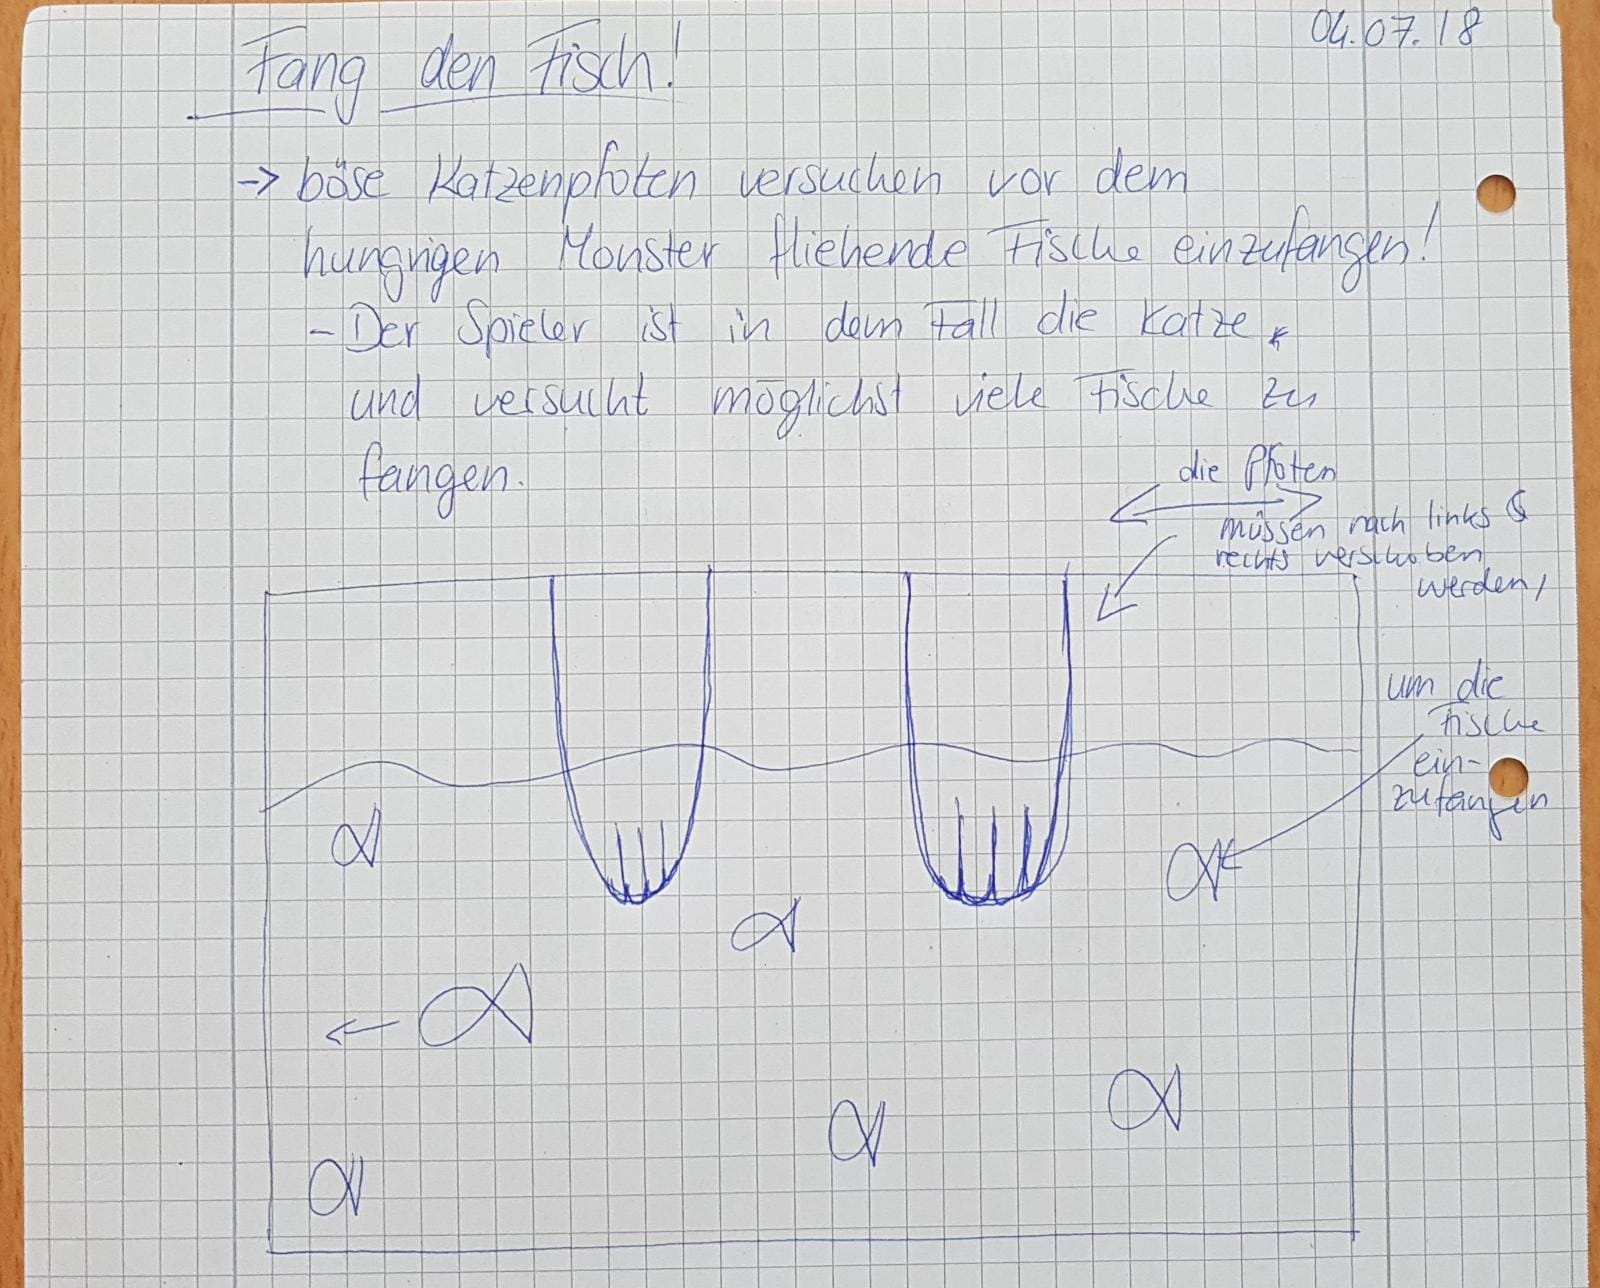 04.07.18
Fang den Fisch!
-> böse Katzenpfoten versuchen vor dem
hungrigen Monster fliehende Fische einzufangen!
- Der Spieler ist in dem Fall die Katze
und versucht möglichst viele Fische zu
fangen.
die Pfoten
müssen nach links &
rechts verschoben
werden,
um die
Fische
ein-
zufangen